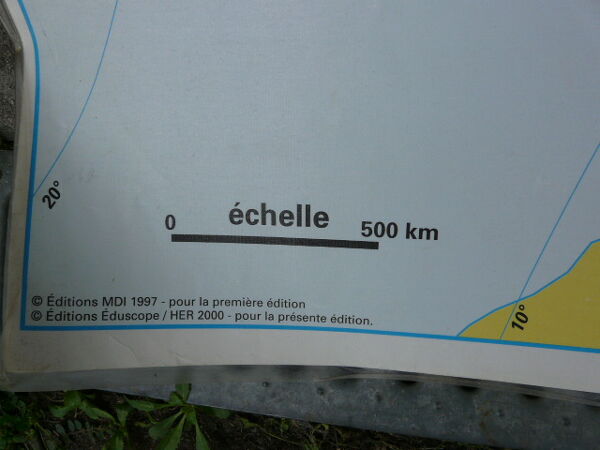 20°
échelle
0 500 km
© Éditions MDI 1997 - pour la première édition
© Éditions Éduscope / HER 2000 - pour la présente édition.
10°